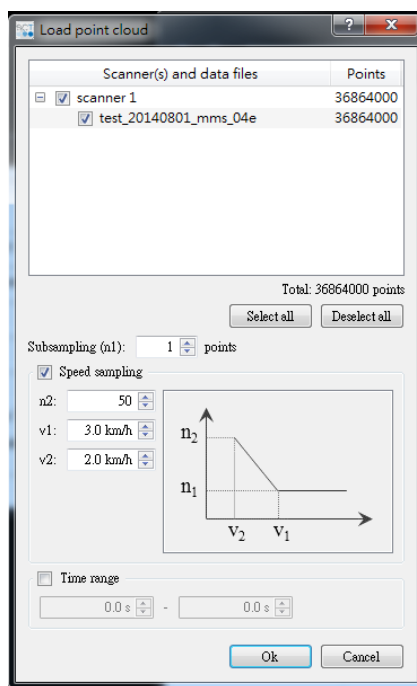 Load point cloud
Scanner(s) and data files Points
scanner 1 36864000
test_20140801_mms_04e 36864000
Total: 36864000 points
Select all Deselect all
Subsampling (n1): 1 points
Speed sampling
n2: 50
v1: 3.0 km/h
v2: 2.0 km/h
n2
n1
v2 v1
Time range
0.0 s - 0.0 s
Ok Cancel